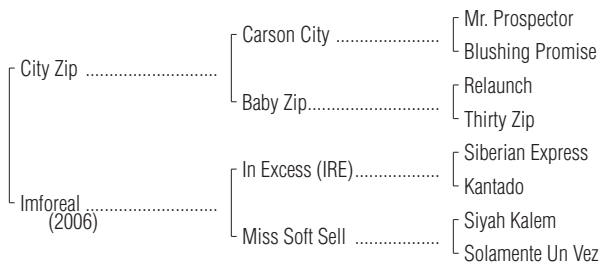 Mr. Prospector
Carson City ..................
Blushing Promise
City Zip ............................
Relaunch
Baby Zip............................
Thirty Zip
Siberian Express
In Excess (IRE)..................
Kantado
Imforeal ............................
(2006)
Siyah Kalem
Miss Soft Sell ..................
Solamente Un Vez